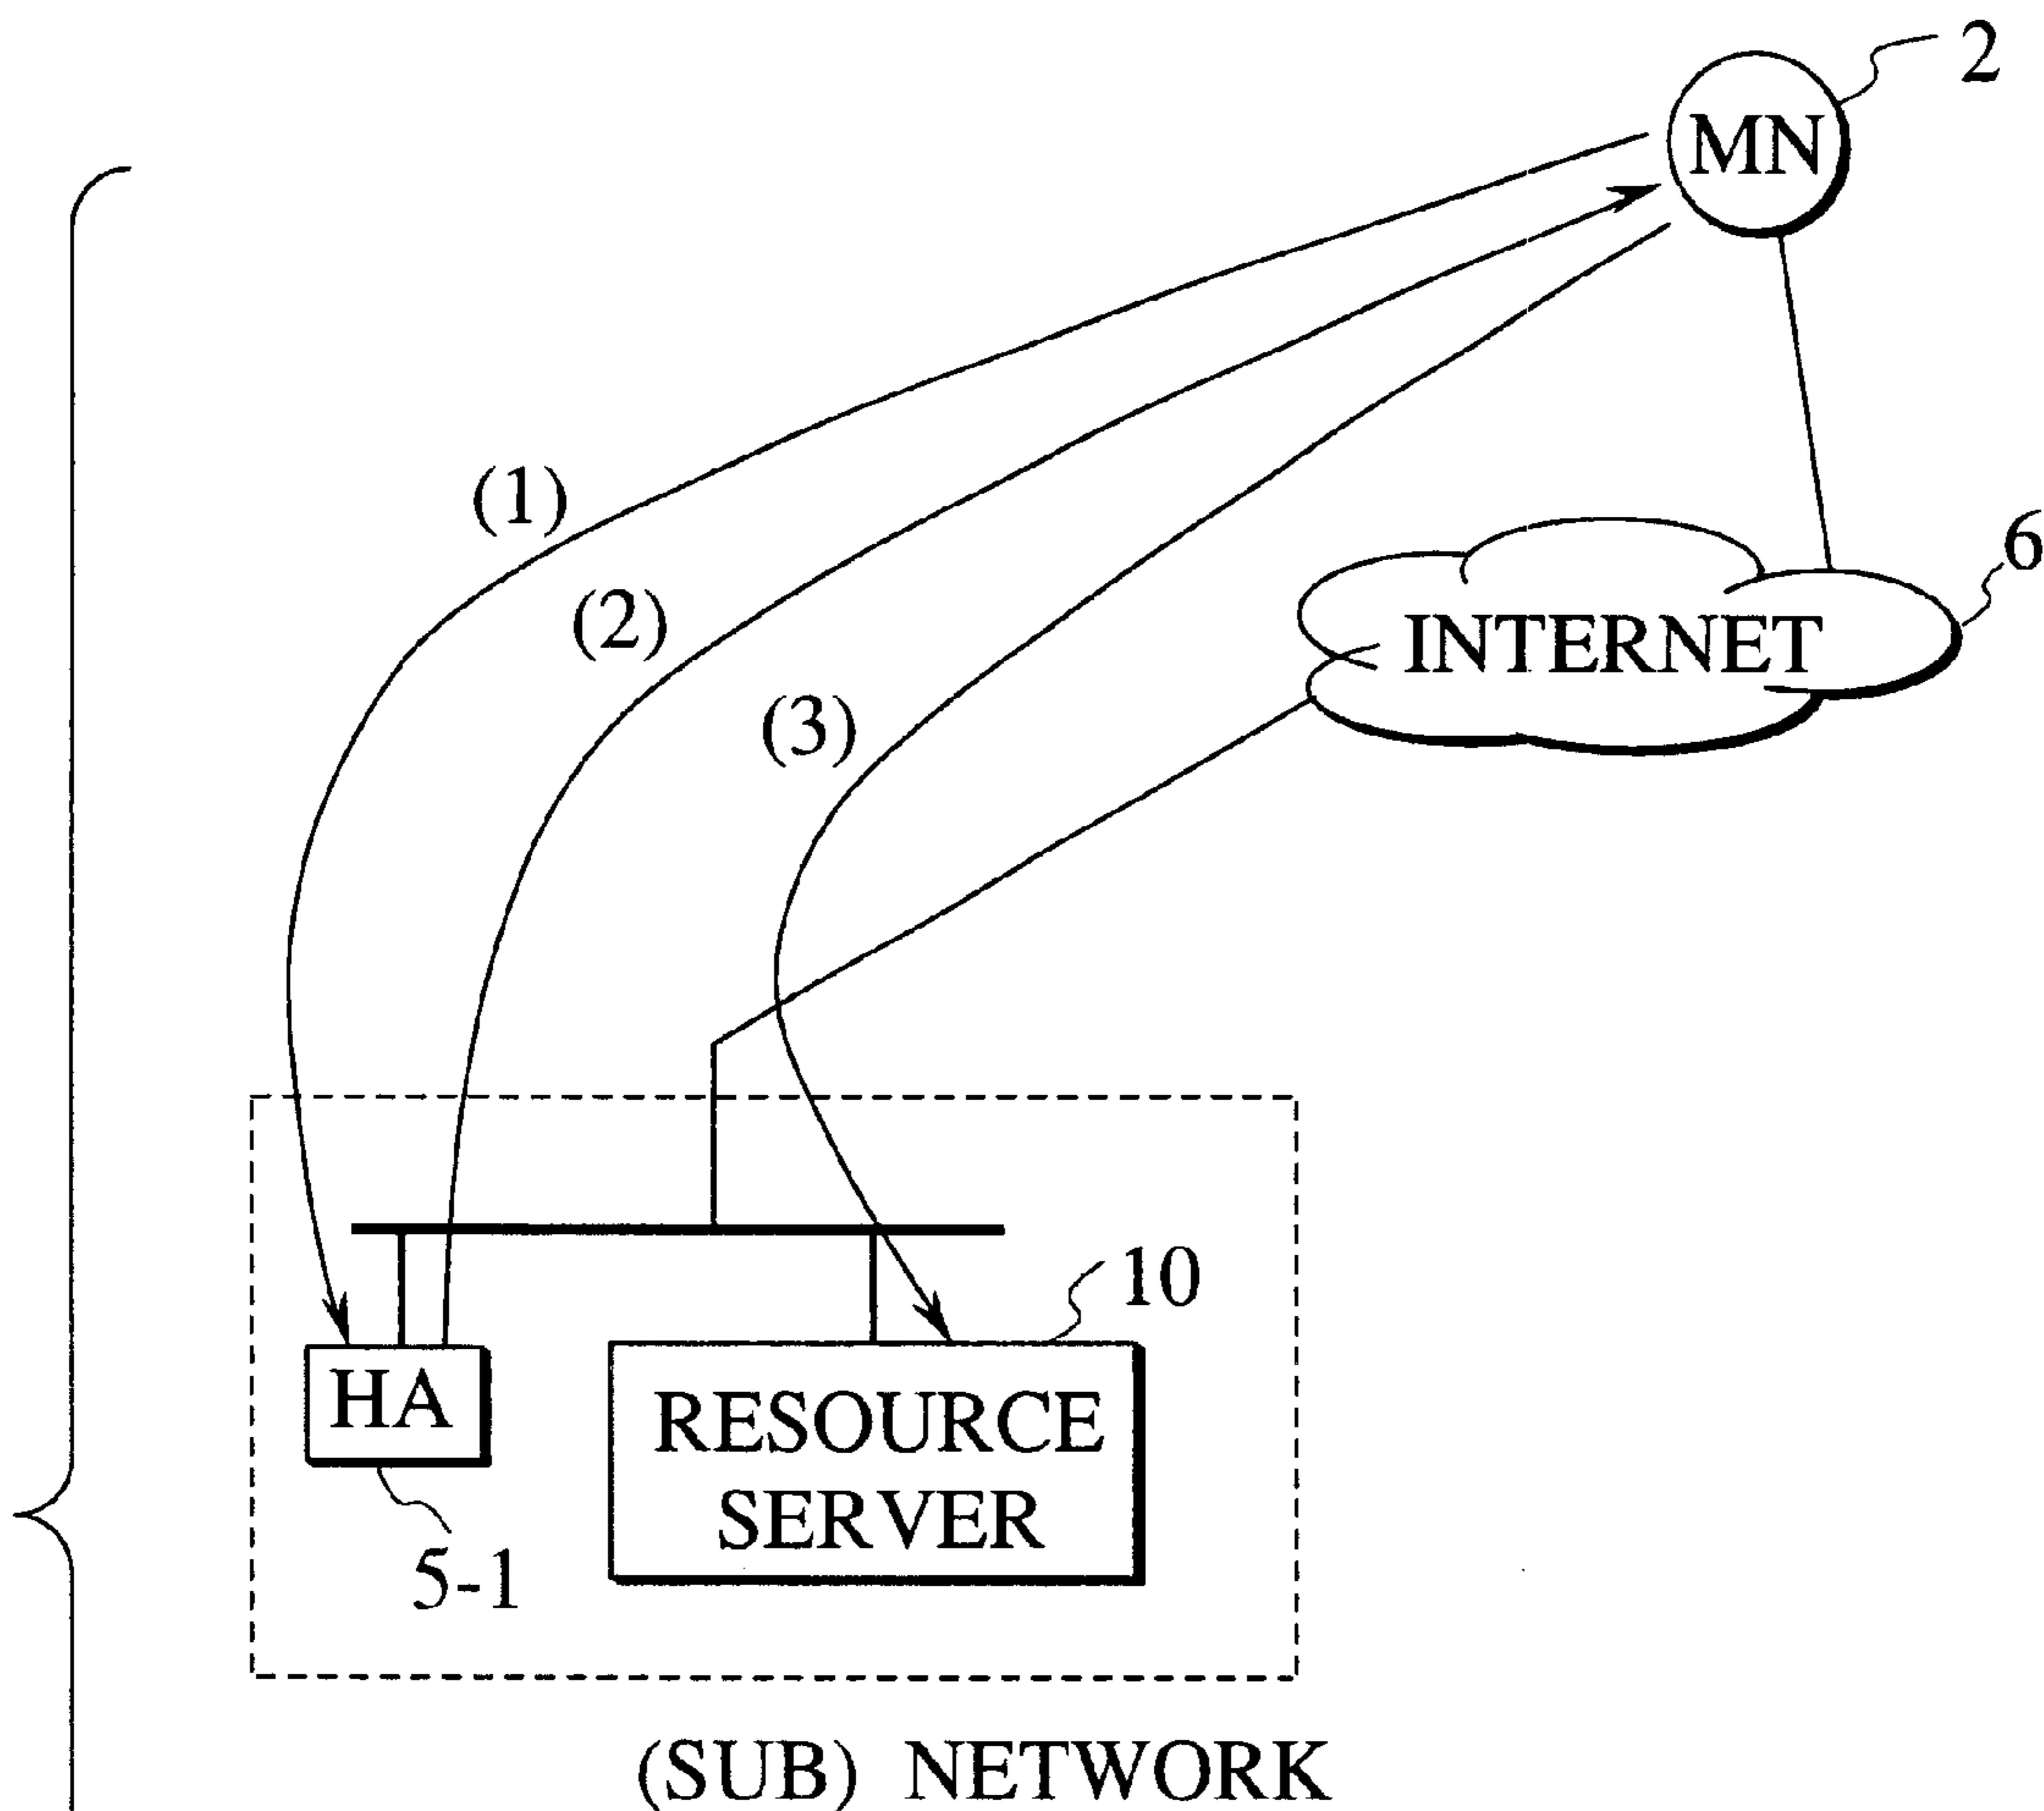 2
MN
(1)
6
(2)
INTERNET
(3)
10
HA
RESOURCE
SERVER
5-1
(SUB) NETWORK